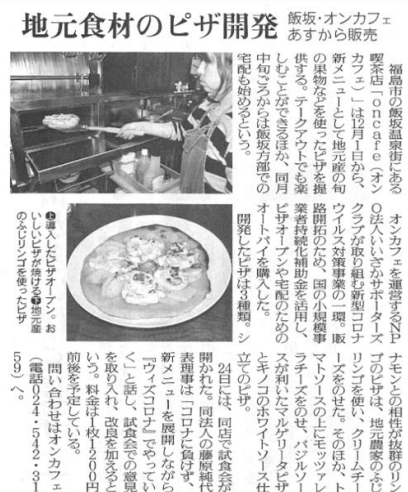 地元食材のピザ開発
飯坂・オンカフェ
あすから販売
福島市の飯坂温泉街にある
喫茶店「oncafe(オン
カフェ)」は12月1日から、
新メニューとして地元産の旬
の果物などを使ったピザを提
供する。テークアウトでも楽
しむことができるほか、同月
中旬ごろからは飯坂方部での
宅配も始めるという。
オンカフェを運営するNP
O法人いいざかサポーターズ
クラブが取り組む新型コロナ
ウイルス対策事業の一環。販
路開拓のため、国の小規模事
業者持続化補助金を活用し、
ピザオーブンや宅配のための
オートバイを購入した。
開発したピザは3種類。シ
ナモンとの相性が抜群のリン
ゴのピザは、地元農家のふじ
リンゴを使い、クリームチー
ズをのせた。そのほか、ト
マトソースの上にモッツァレ
ラチーズをのせ、バジルソー
スが利いたマルゲリータピザ
とキノコのホワイトソース仕
立てのピザ。
24日には、同店で試食会が
開かれた。同法人の藤原純代
表理事は「コロナに負けず、
新メニューを展開しながら
『ウィズコロナ』でやってい
く」と話し、試食会での意見
を取り入れ、改良を加えると
いう。料金は1枚1200円
前後を予定している。
問い合わせはオンカフェ
(電話024・542・31
59)へ。
㊤導入したピザオーブン。お
いしいピザが焼ける㊦地元産
のふじリンゴを使ったピザ